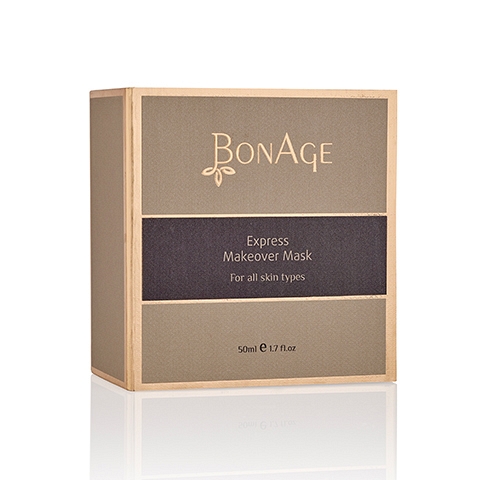 BONAGE
Express
Makeover Mask
For all skin types
50ml e 1.7 fl.oz